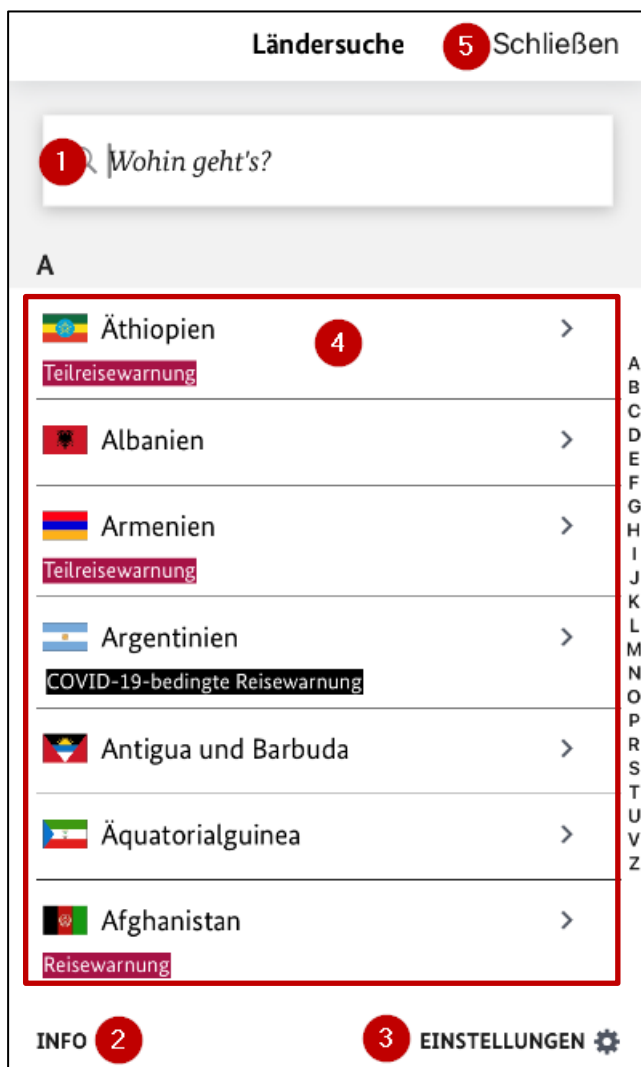 Ländersuche 5 Schließen
1 Wohin geht's?
A
Äthiopien 4
Teilreisewarnung
Albanien
Armenien
Teilreisewarnung
Argentinien
COVID-19-bedingte Reisewarnung
Antigua und Barbuda
Äquatorialguinea
Afghanistan
Reisewarnung
A
B
C
D
E
F
G
H
I
J
K
L
M
N
O
P
R
S
T
U
V
Z
INFO 2 3 EINSTELLUNGEN